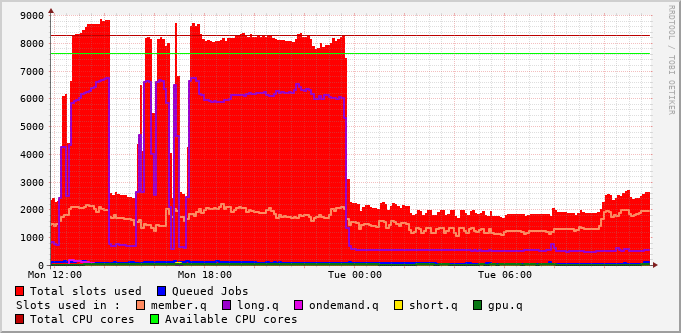 9000
8000
7000
6000
5000
4000
3000
2000
1000
0
Mon 12:00 Mon 18:00 Tue 00:00 Tue 06:00
RRDTOOL / TOBI OETIKER
Total slots used Queued Jobs
Slots used in : member.q long.q ondemand.q short.q gpu.q
Total CPU cores Available CPU cores